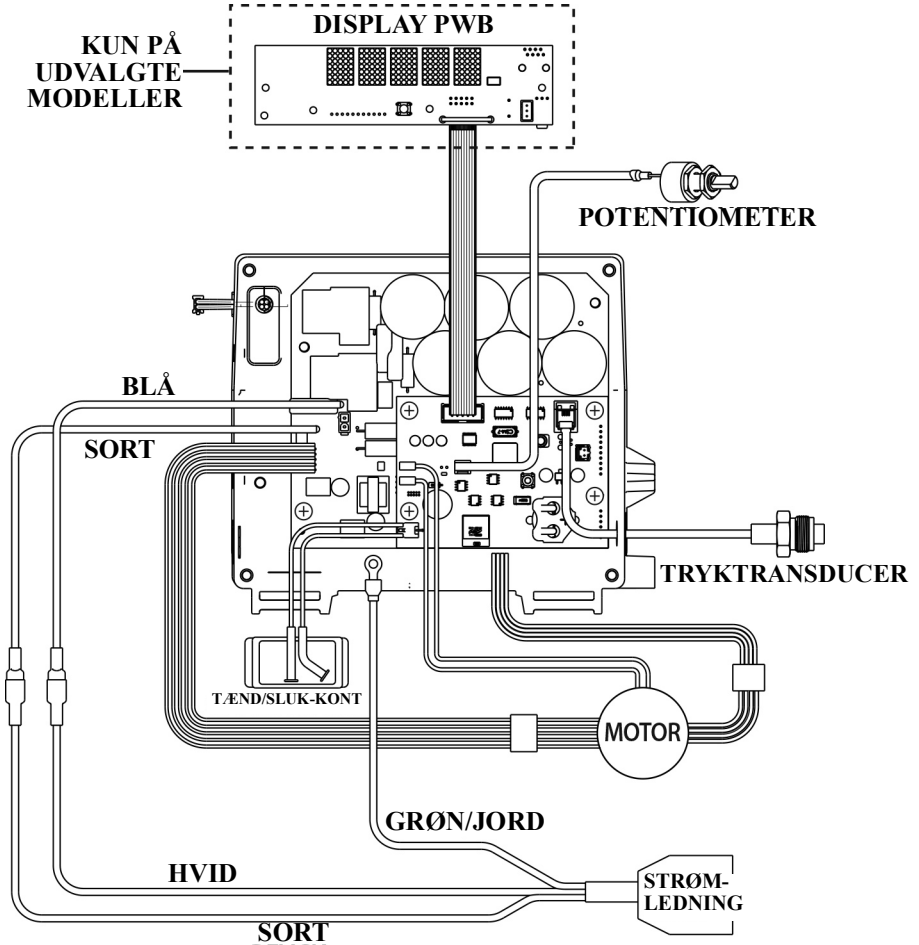 DISPLAY PWB
KUN PÅ
UDVALGTE
MODELLER
POTENTIOMETER
BLÅ
SORT
TRYKTRANSDUCER
TÆND/SLUK-KONT
MOTOR
GRØN/JORD
HVID
STRØM-
LEDNING
SORT